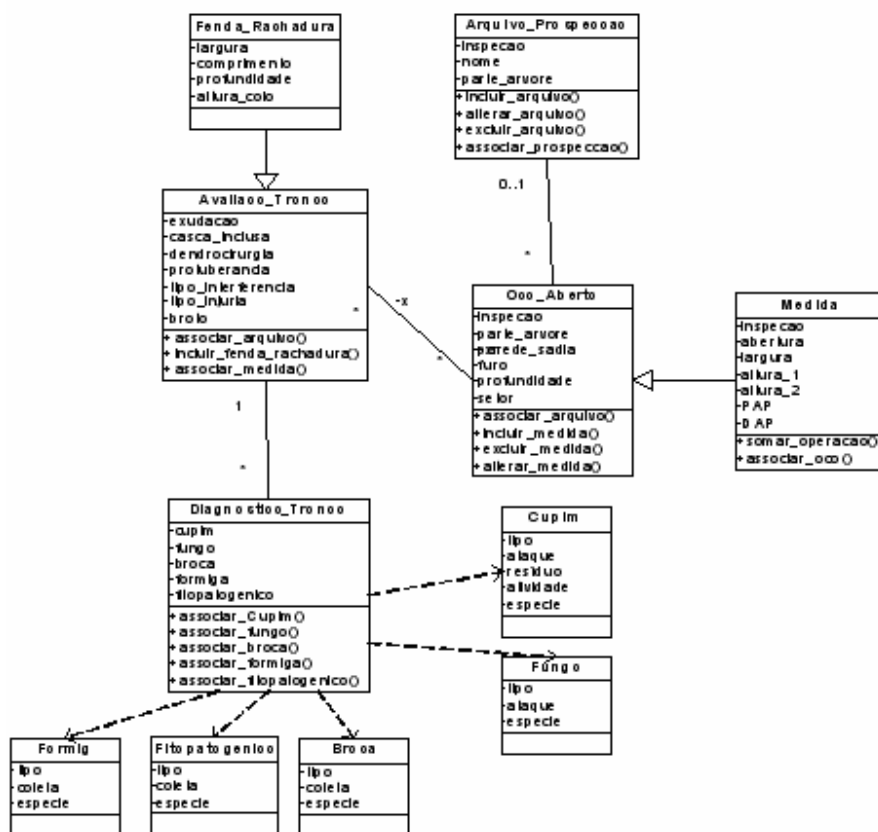 Fenda_Rachadura
-largura
-comprimento
-profundidade
-altura_colo
Arquivo_Prospeccao
-inspecao
-nome
-parte_arvore
+incluir_arquivo()
+alterar_arquivo()
+excluir_arquivo()
+associar_prospeccao()
0..1
*
Avaliaco_Tronco
-exudacao
-casca_inclusa
-dendrocirurgia
-protuberancia
-tipo_interferencia
-tipo_injuria
-broto
+ associar_arquivo()
+ incluir_fenda_rachadura()
+ associar_medida()
*
-x
*
Oco_Aberto
-inspecao
-parte_arvore
-parede_sadia
-furo
-profundidade
-setor
+ associar_arquivo()
+ incluir_medida()
+ excluir_medida()
+ alterar_medida()
Medida
-inspecao
-abertura
-largura
-altura_1
-altura_2
-PAP
-DAP
+ somar_operacao()
+ associar_oco()
1
*
Diagnostico_Tronco
-cupim
-fungo
-broca
-formiga
-fitopatogenico
+ associar_Cupim()
+ associar_fungo()
+ associar_broca()
+ associar_formiga()
+ associar_fitopatogenico()
Cupim
-tipo
-ataque
-resíduo
-atividade
-especie
Fungo
-tipo
-ataque
-especie
Formig
-tipo
-coleta
-especie
Fitopatogenico
-tipo
-coleta
-especie
Broca
-tipo
-coleta
-especie